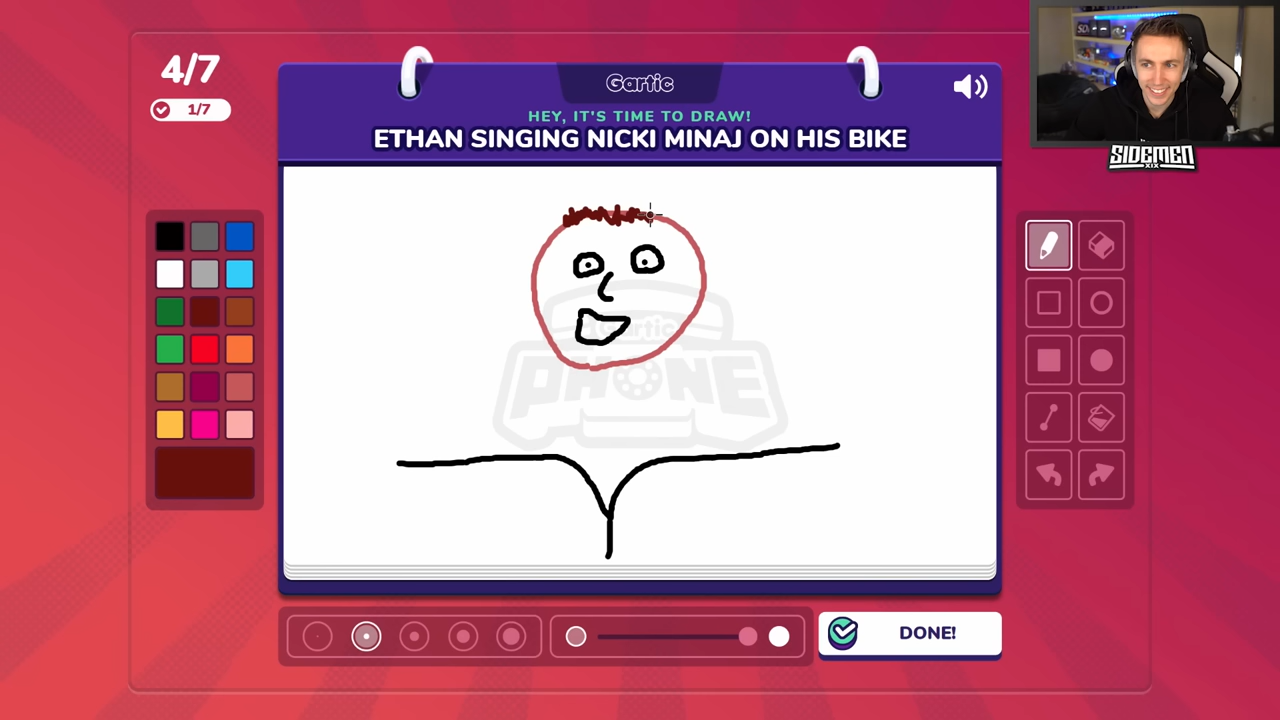 4/7
1/7
Gartic
HEY, IT'S TIME TO DRAW!
ETHAN SINGING NICKI MINAJ ON HIS BIKE
SIDEMEN
XIX
Gartic
PHONE
DONE!